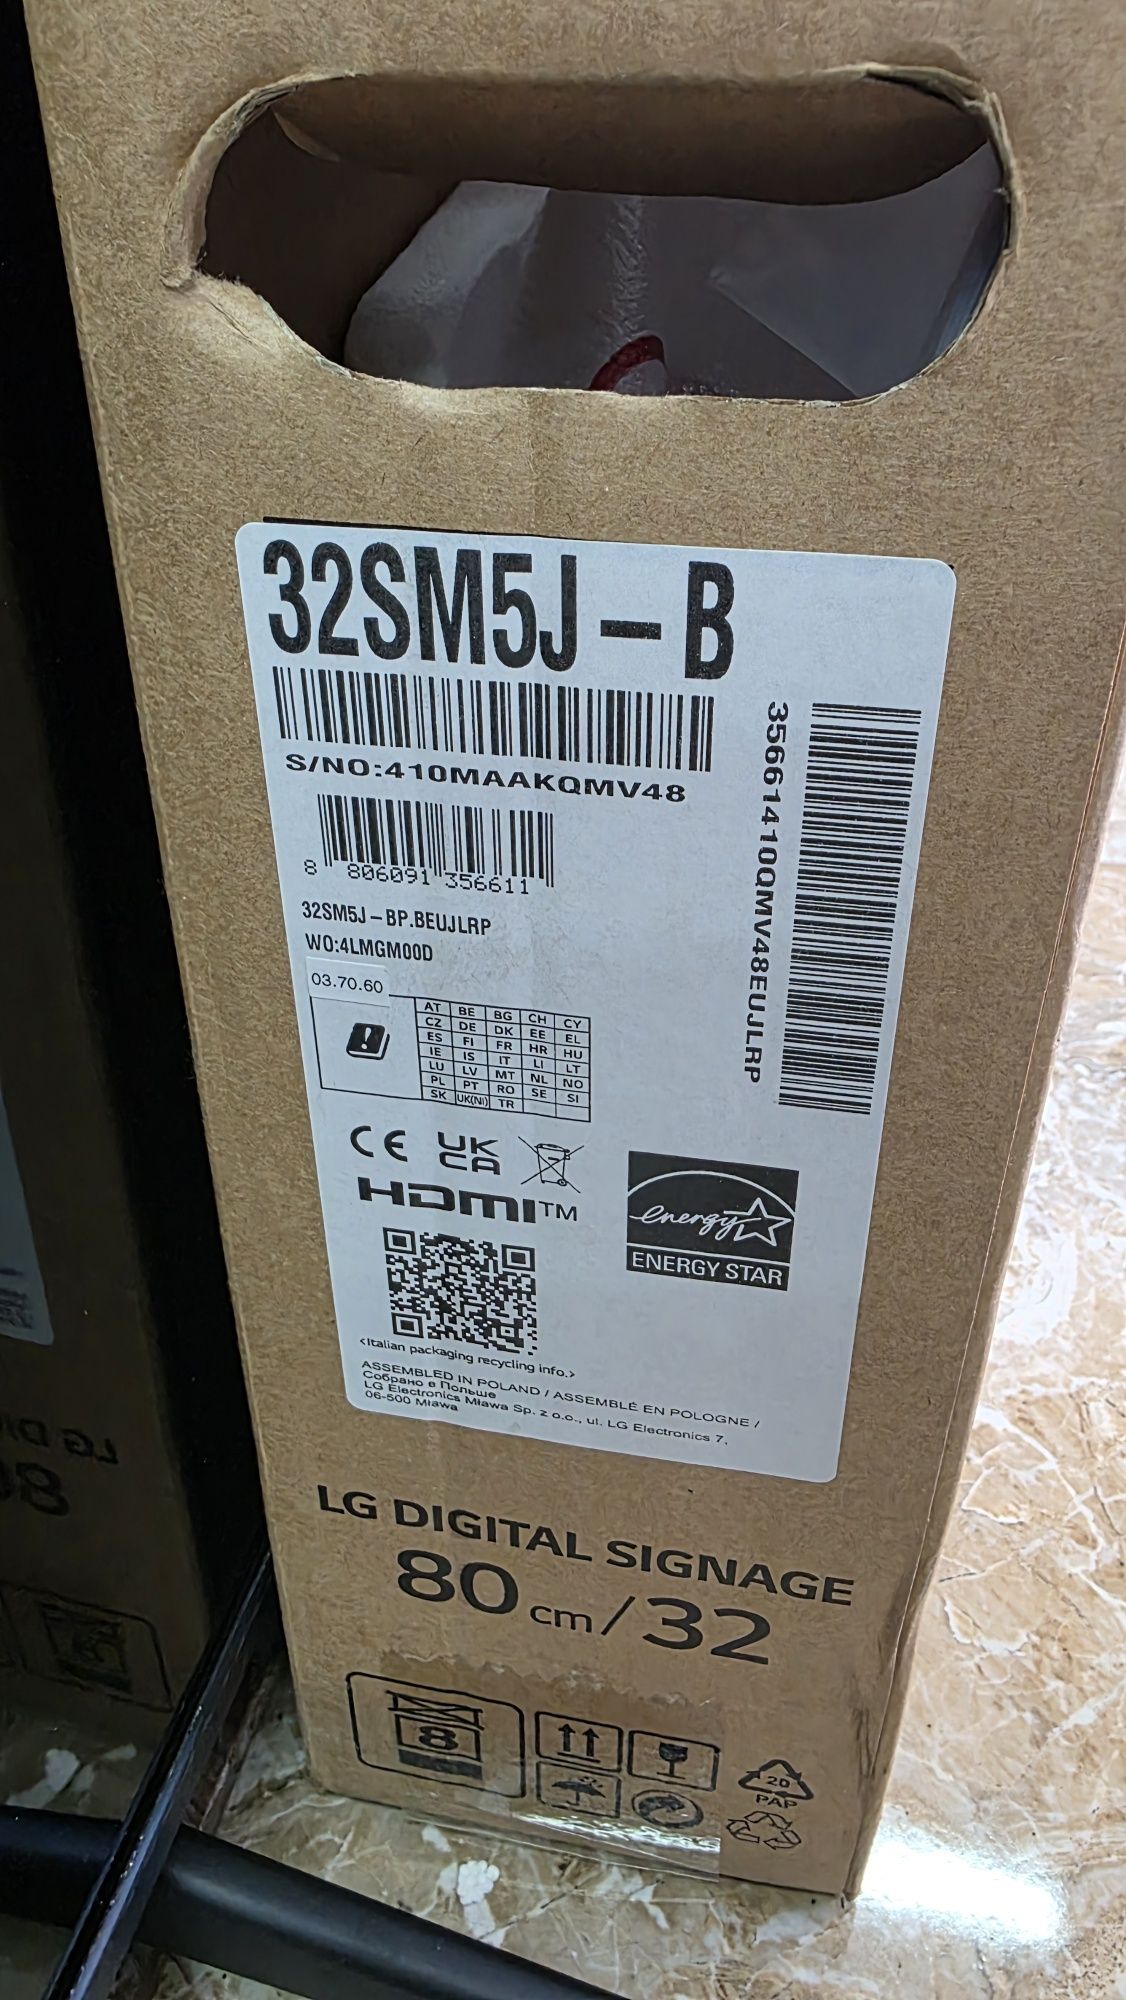 32SM5J-B
S/NO:410MAAKQMV48
8 806091 356611
32SM5J-BP.BEUJLRP
WO:4LMGM00D
03.70.60
AT BE BG CH CY
CZ DE DK EE EL
ES FI FR HR HU
IE IS IT LI LT
LU LV MT NL NO
PL PT RO SE SI
SK UK(NI) TR
35661410QMV48EUJLRP
CE UK CA
HDMI™
energy
ENERGY STAR
<Italian packaging recycling info.>
ASSEMBLED IN POLAND / ASSEMBLÉ EN POLOGNE /
Собрано в Польше
LG Electronics Mława Sp. z o.o., ul. LG Electronics 7,
06-500 Mława
LG DIGITAL SIGNAGE
80 cm/32
8
20
PAP